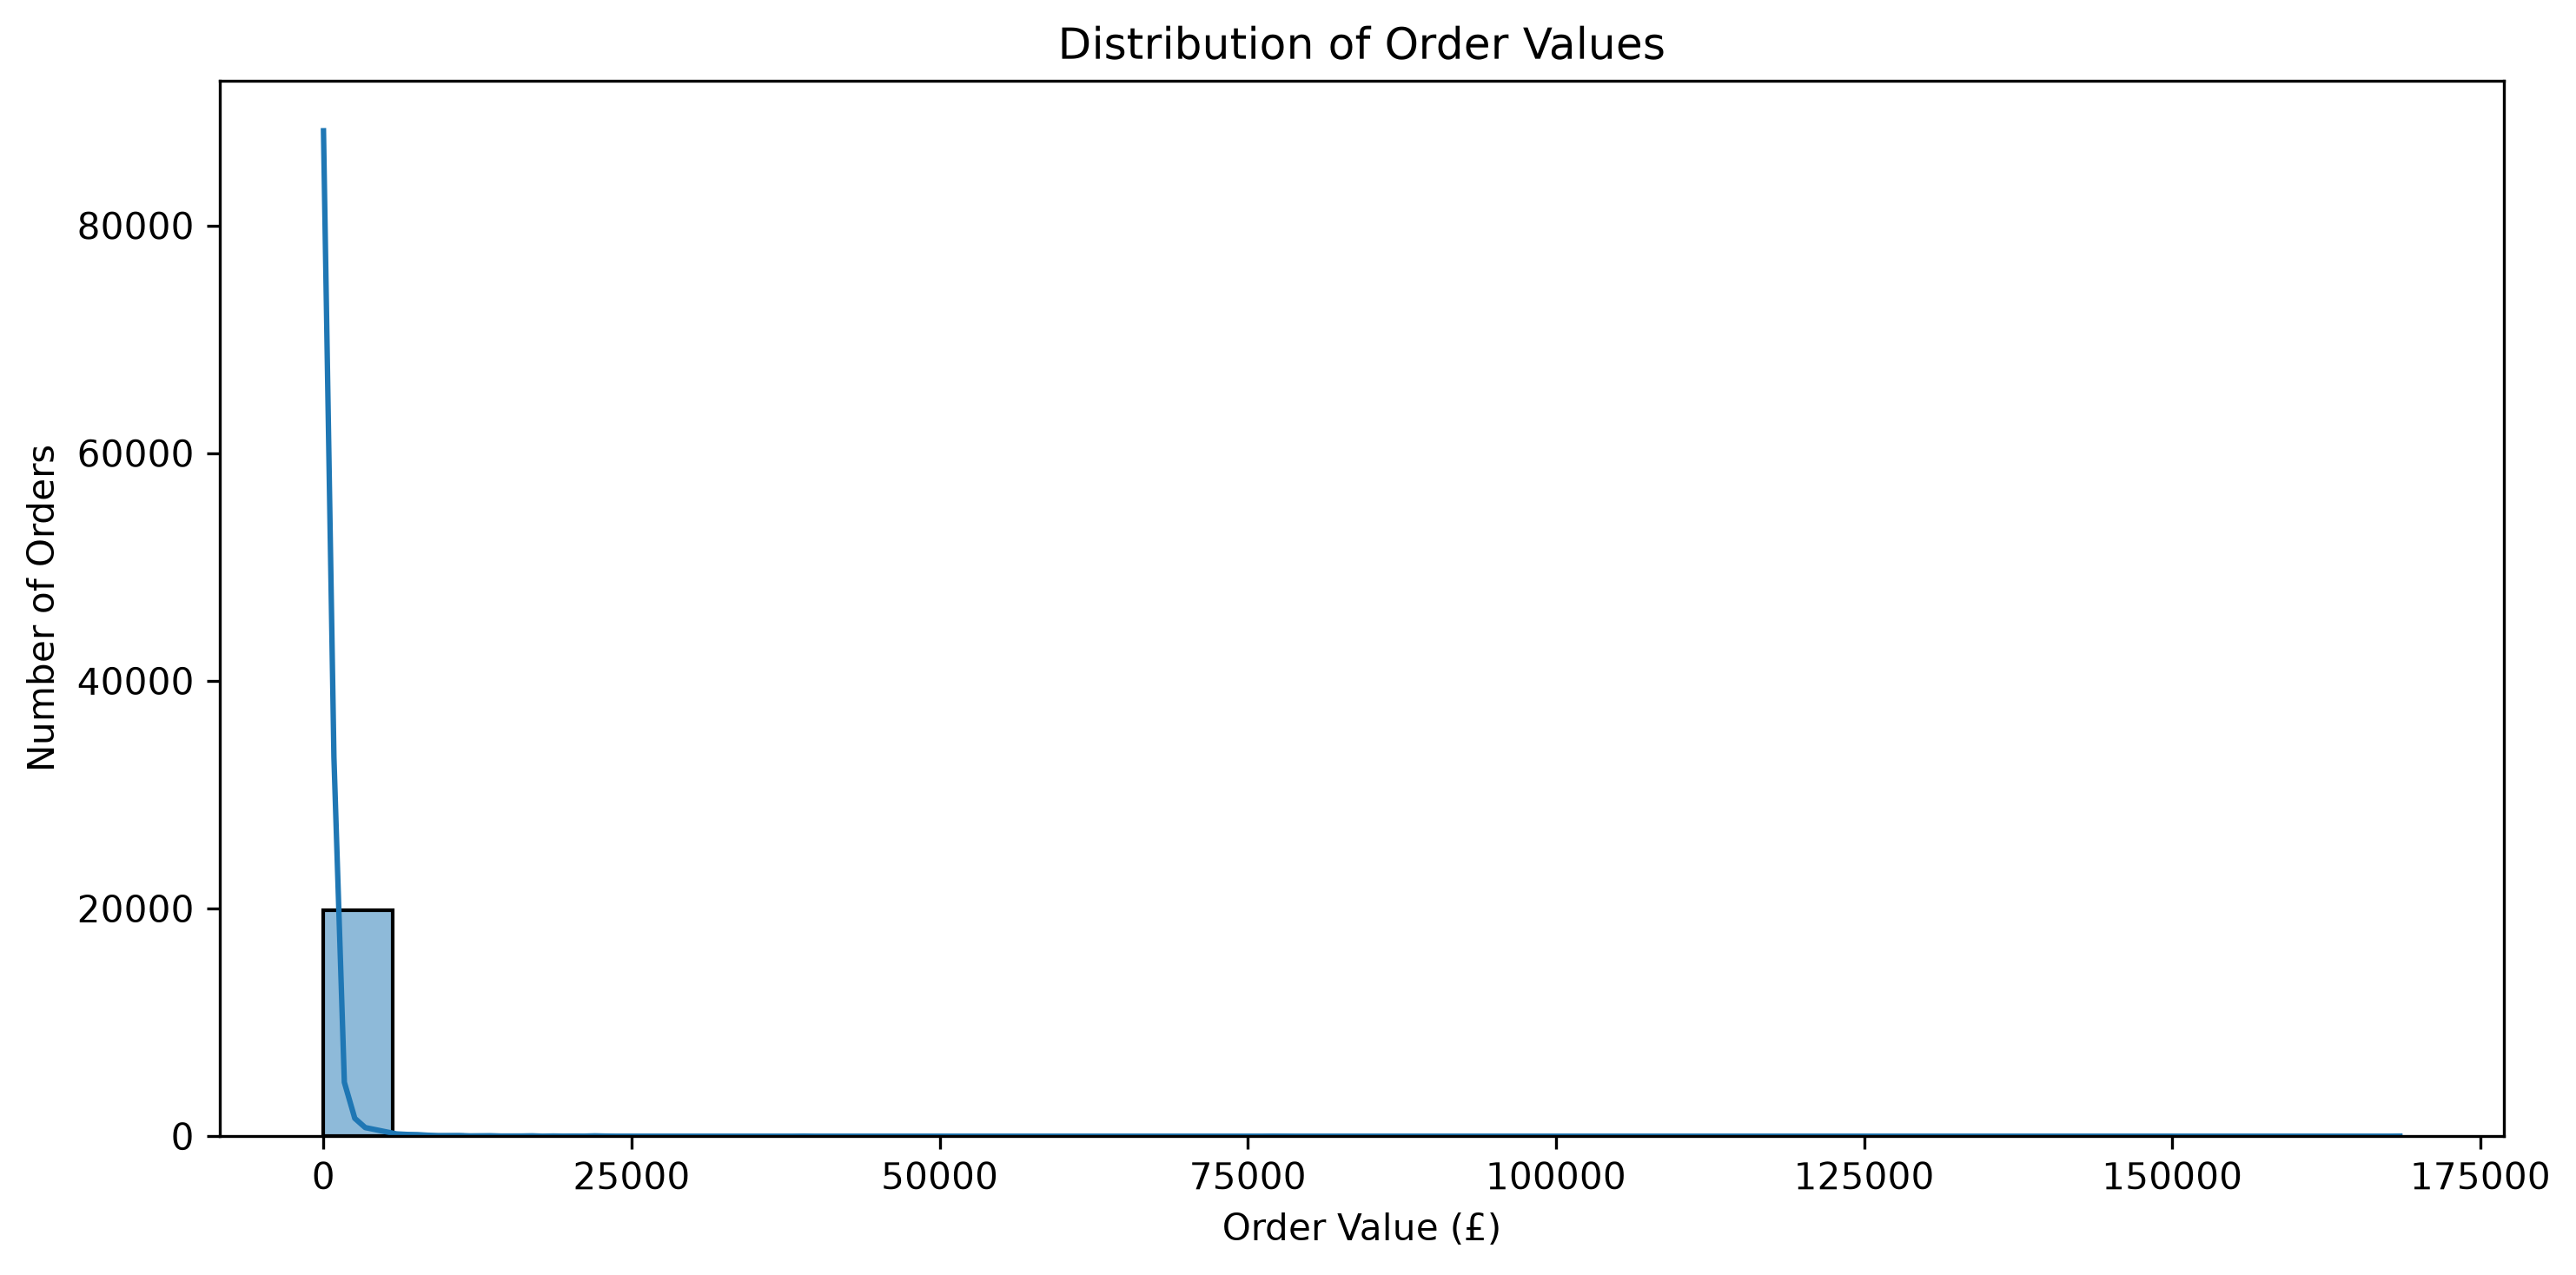 Distribution of Order Values
Number of Orders
80000
60000
40000
20000
0
0 25000 50000 75000 100000 125000 150000 175000
Order Value (£)